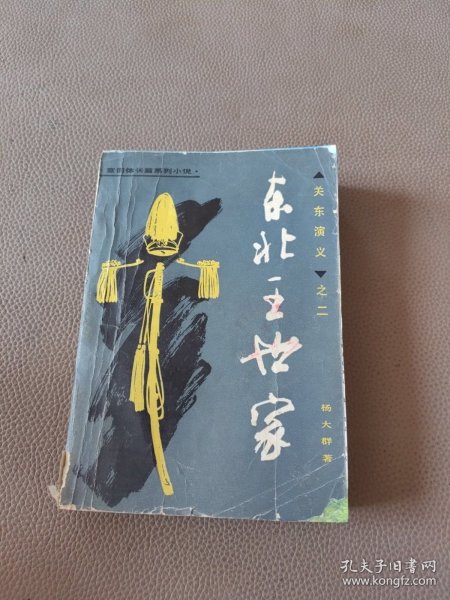 章回体长篇系列小说·
东北王世家
▲关东演义▼之二
杨大群著
孔夫子旧书网
www.kongfz.com